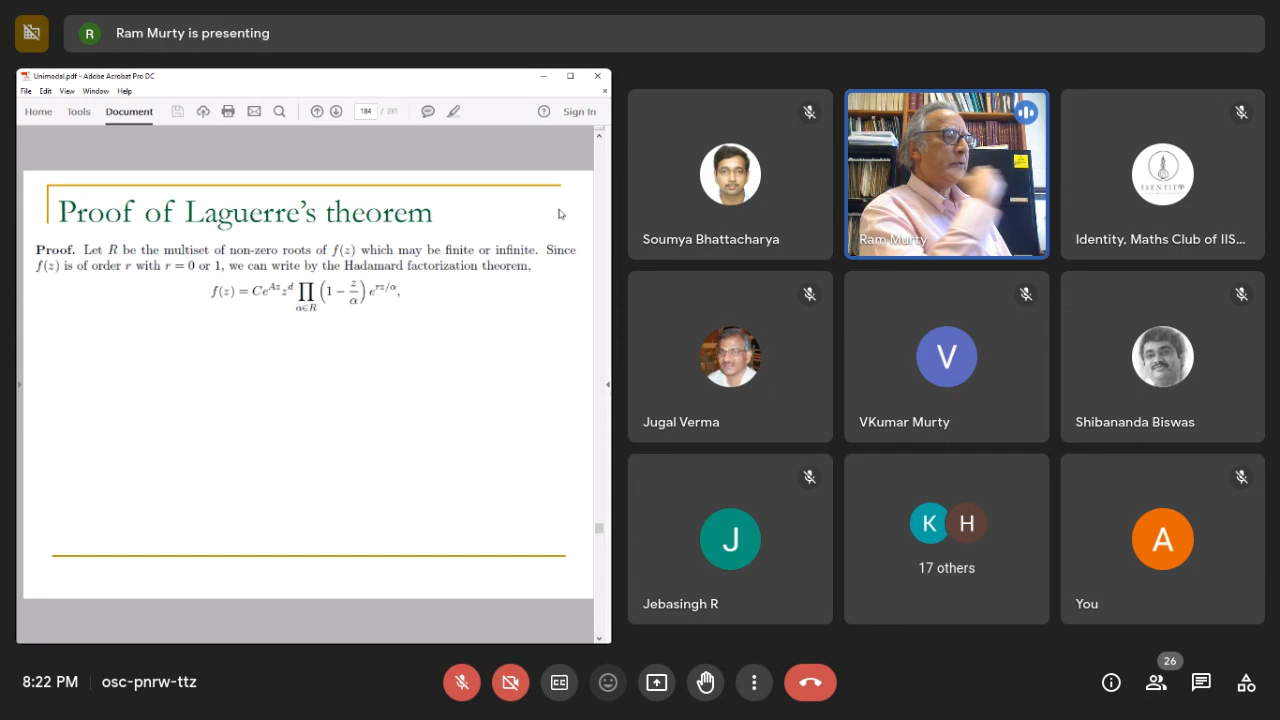 R Ram Murty is presenting
Unimodal.pdf - Adobe Acrobat Pro DC
File Edit View Window Help
Home Tools Document 184 / 231 Sign In
Proof of Laguerre's theorem
Proof. Let R be the multiset of non-zero roots of f(z) which may be finite or infinite. Since
f(z) is of order r with r = 0 or 1, we can write by the Hadamard factorization theorem,
f(z) = Ce^{Az} z^d ∏_{α∈R} (1 − z/α) e^{rz/α},
Soumya Bhattacharya
Ram Murty
ISENTITY
Identity, Maths Club of IIS...
Jugal Verma
V
VKumar Murty
Shibananda Biswas
J
Jebasingh R
K H
17 others
A
You
8:22 PM | osc-pnrw-ttz
26